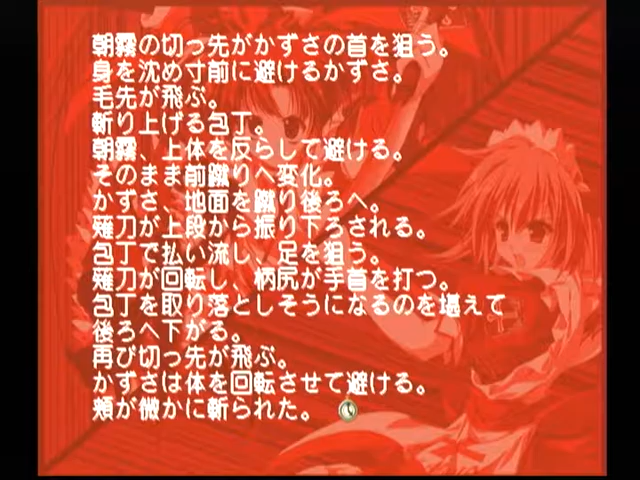 朝霧の切っ先がかずさの首を狙う。
身を沈め寸前に避けるかずさ。
毛先が飛ぶ。
斬り上げる包丁。
朝霧、上体を反らして避ける。
そのまま前蹴りへ変化。
かずさ、地面を蹴り後ろへ。
薙刀が上段から振り下ろされる。
包丁で払い流し、足を狙う。
薙刀が回転し、柄尻が手首を打つ。
包丁を取り落としそうになるのを堪えて
後ろへ下がる。
再び切っ先が飛ぶ。
かずさは体を回転させて避ける。
頬が微かに斬られた。